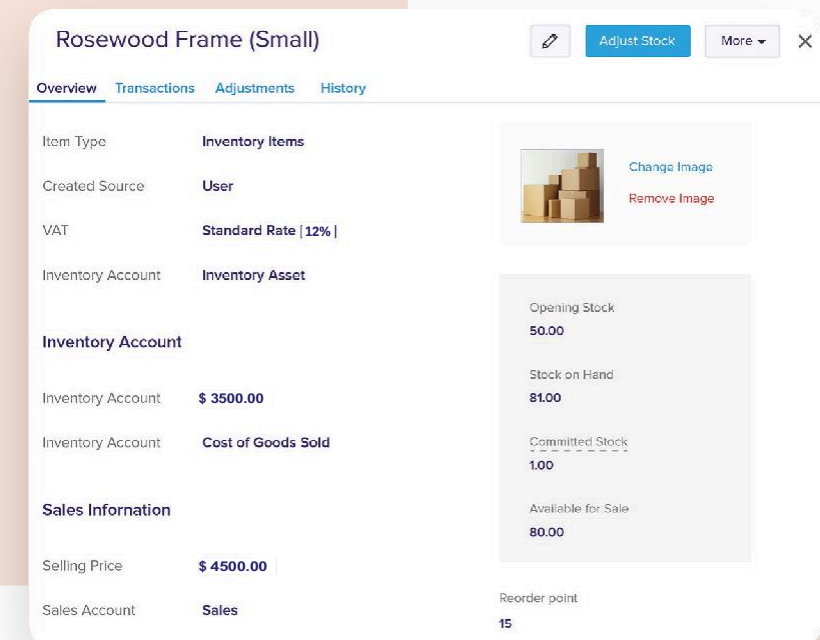 Rosewood Frame (Small)
Adjust Stock
More
Overview Transactions Adjustments History
Item Type Inventory Items
Created Source User
VAT Standard Rate [12% |
Inventory Account Inventory Asset
Inventory Account
Inventory Account $ 3500.00
Inventory Account Cost of Goods Sold
Sales Infornation
Selling Price $ 4500.00
Sales Account Sales
Change Image
Remove Image
Opening Stock
50.00
Stock on Hand
81.00
Committed Stock
1.00
Available for Sale
80.00
Reorder point
15